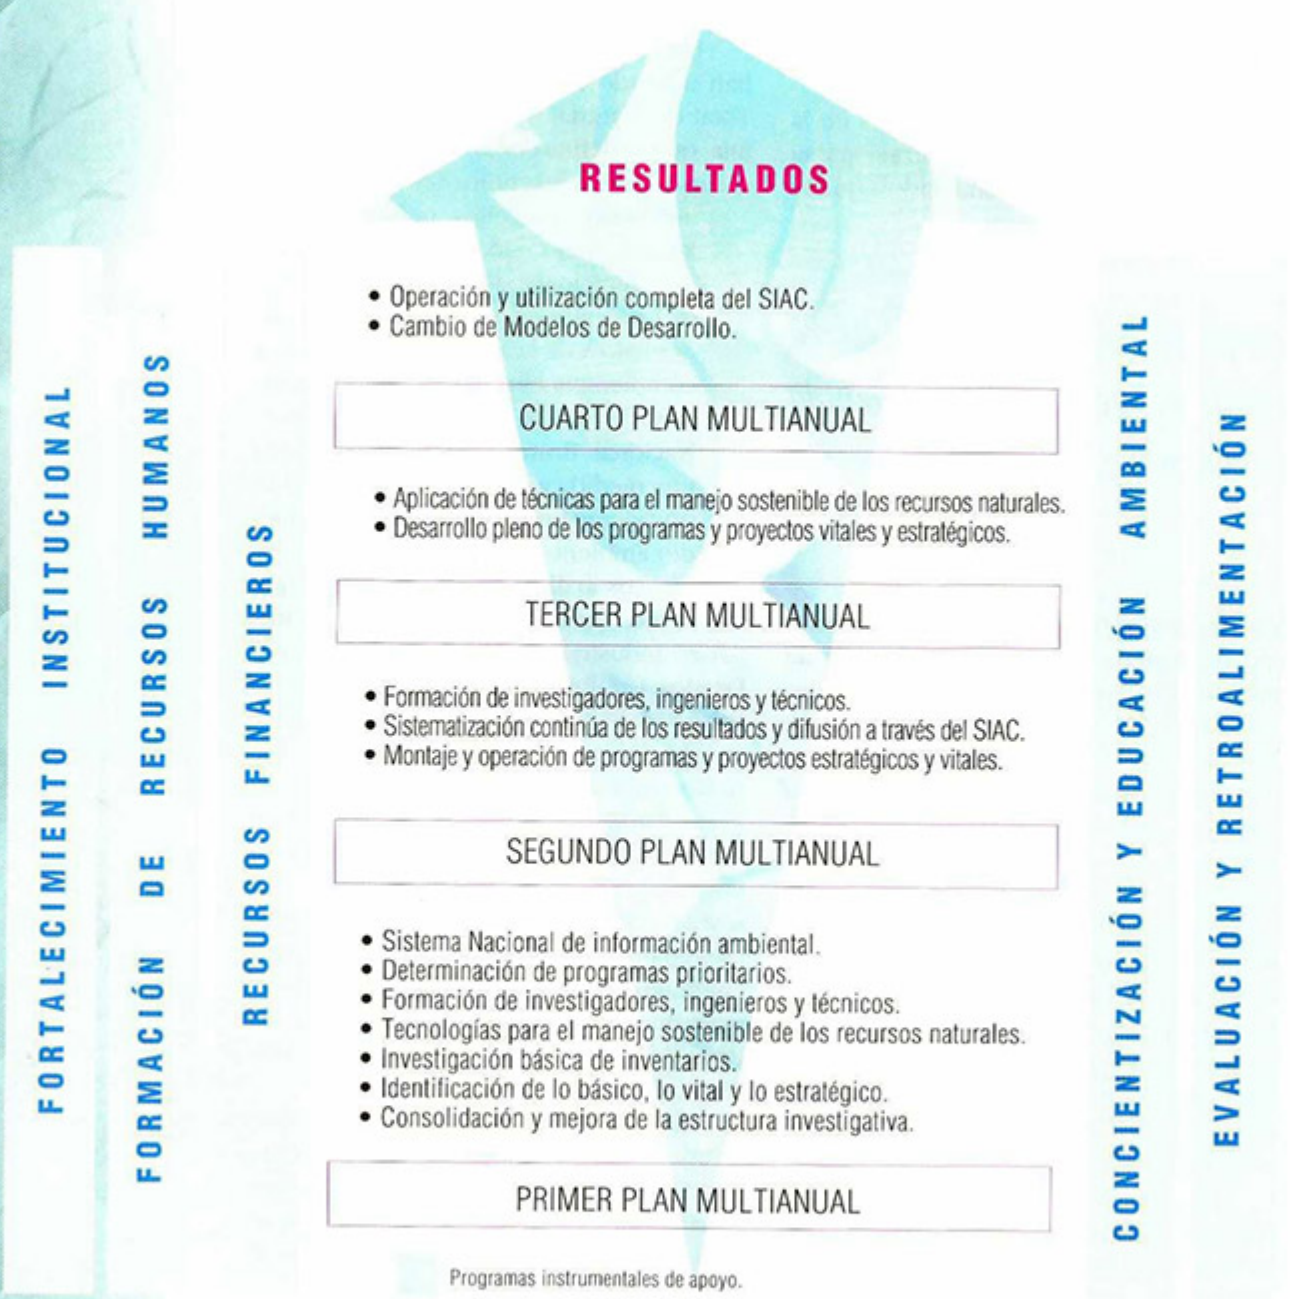 RESULTADOS
• Operación y utilización completa del SIAC.
• Cambio de Modelos de Desarrollo.
CUARTO PLAN MULTIANUAL
• Aplicación de técnicas para el manejo sostenible de los recursos naturales.
• Desarrollo pleno de los programas y proyectos vitales y estratégicos.
TERCER PLAN MULTIANUAL
• Formación de investigadores, ingenieros y técnicos.
• Sistematización continúa de los resultados y difusión a través del SIAC.
• Montaje y operación de programas y proyectos estratégicos y vitales.
SEGUNDO PLAN MULTIANUAL
• Sistema Nacional de información ambiental.
• Determinación de programas prioritarios.
• Formación de investigadores, ingenieros y técnicos.
• Tecnologías para el manejo sostenible de los recursos naturales.
• Investigación básica de inventarios.
• Identificación de lo básico, lo vital y lo estratégico.
• Consolidación y mejora de la estructura investigativa.
PRIMER PLAN MULTIANUAL
Programas instrumentales de apoyo.
FORTALECIMIENTO INSTITUCIONAL
FORMACIÓN DE RECURSOS HUMANOS
RECURSOS FINANCIEROS
CONCIENTIZACIÓN Y EDUCACIÓN AMBIENTAL
EVALUACIÓN Y RETROALIMENTACIÓN